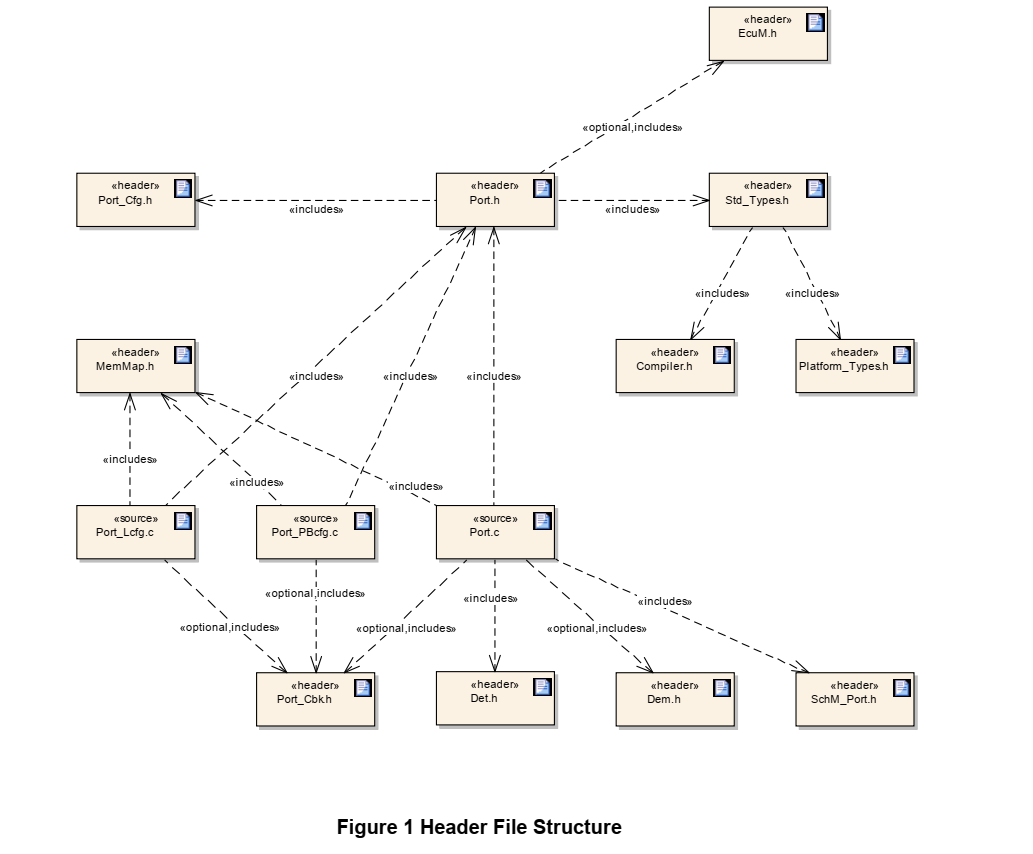 «header»
EcuM.h
«optional,includes»
«header»
Port_Cfg.h
«header»
Port.h
«header»
Std_Types.h
«includes»
«includes»
«includes»
«includes»
«header»
MemMap.h
«header»
Compiler.h
«header»
Platform_Types.h
«includes»
«includes»
«includes»
«includes»
«includes»
«includes»
«source»
Port_Lcfg.c
«source»
Port_PBcfg.c
«source»
Port.c
«optional,includes»
«includes»
«includes»
«optional,includes»
«optional,includes»
«optional,includes»
«header»
Port_Cbk.h
«header»
Det.h
«header»
Dem.h
«header»
SchM_Port.h
Figure 1 Header File Structure